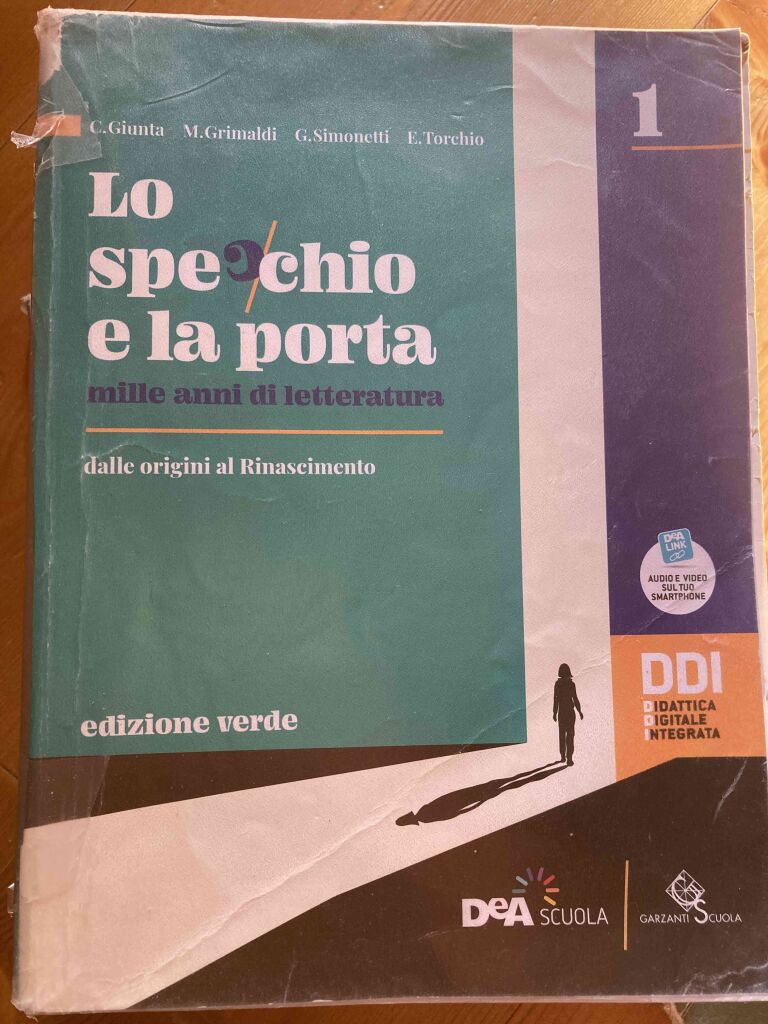 C.Giunta M.Grimaldi G.Simonetti E.Torchio
1
Lo
specchio
e la porta
mille anni di letteratura
dalle origini al Rinascimento
DeA
LINK
AUDIO E VIDEO
SUL TUO
SMARTPHONE
DDI
DIDATTICA
DIGITALE
INTEGRATA
edizione verde
DeA SCUOLA
GARZANTI SCUOLA